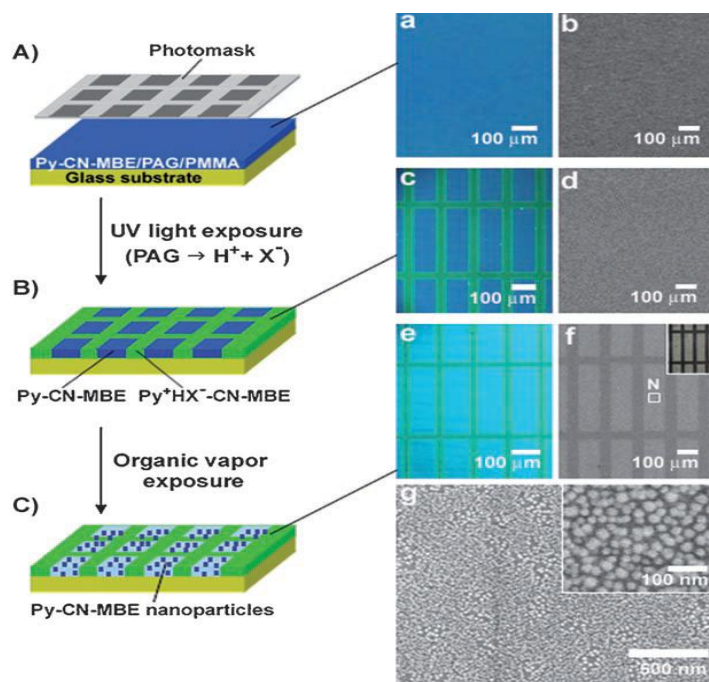 A)
Photomask
Py-CN-MBE/PAG/PMMA
Glass substrate
UV light exposure
(PAG → H⁺+ X⁻)
B)
Py-CN-MBE
Py⁺HX⁻-CN-MBE
Organic vapor
exposure
C)
Py-CN-MBE nanoparticles
a
100 µm
b
100 µm
c
100 µm
d
100 µm
e
100 µm
f
N
100 µm
g
100 nm
500 nm